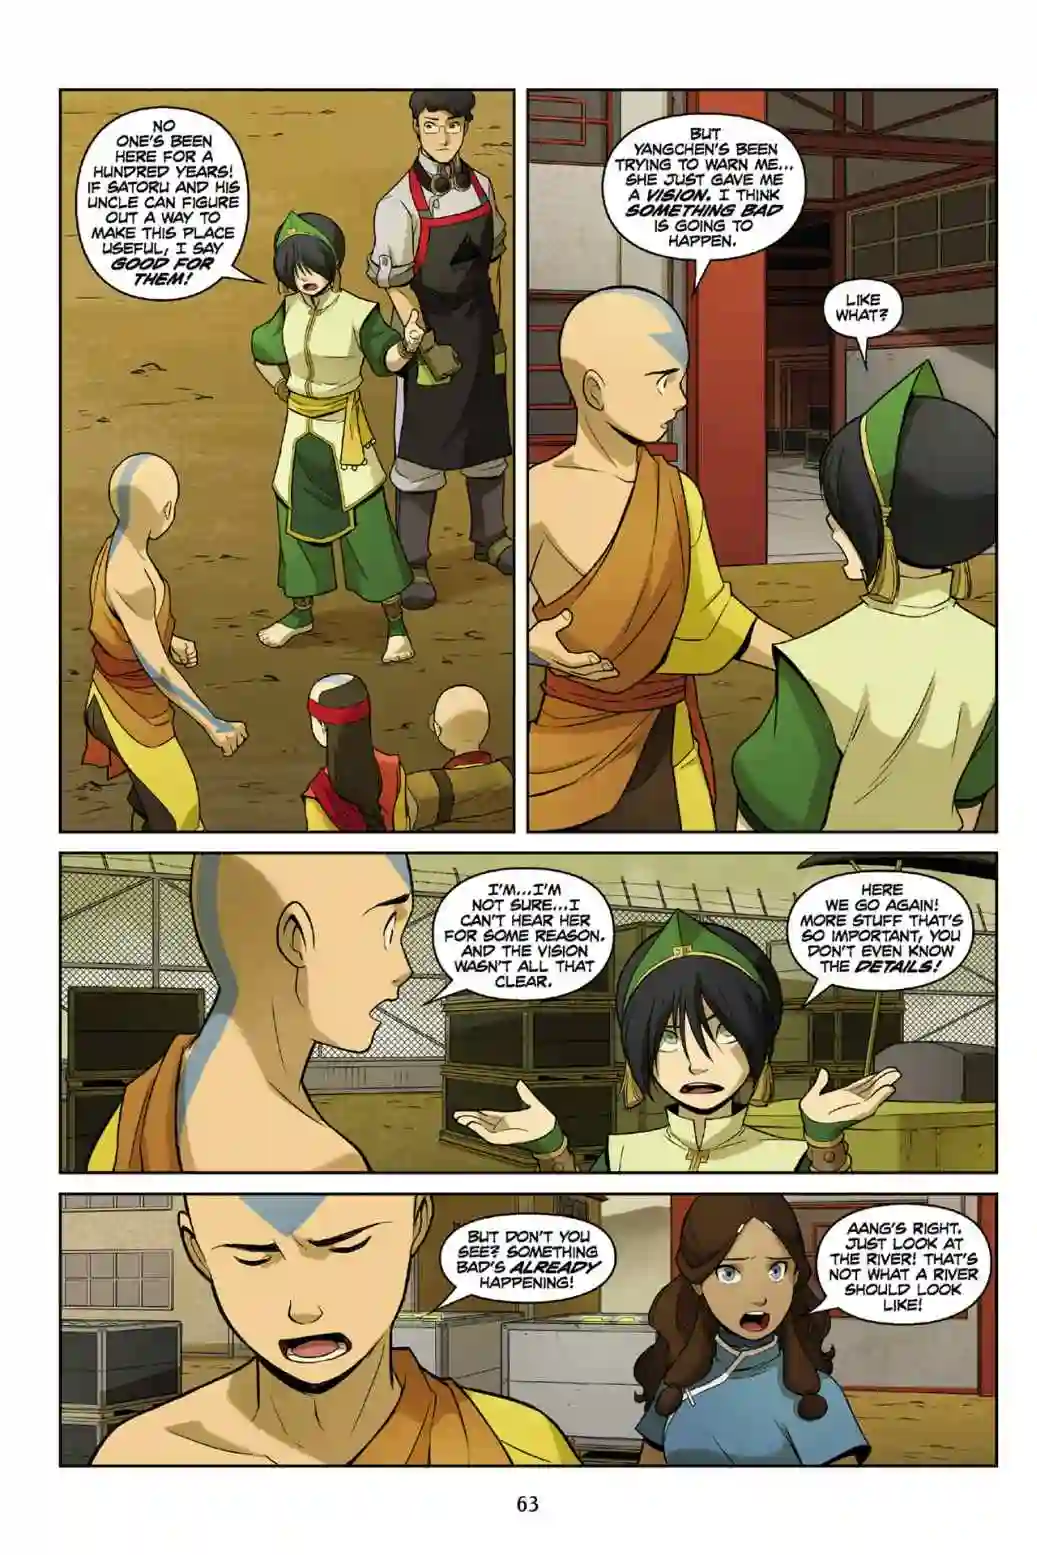 NO
ONE'S BEEN
HERE FOR A
HUNDRED YEARS!
IF SATORU AND HIS
UNCLE CAN FIGURE
OUT A WAY TO
MAKE THIS PLACE
USEFUL, I SAY
GOOD FOR
THEM!
BUT
YANGCHEN'S BEEN
TRYING TO WARN ME...
SHE JUST GAVE ME
A VISION. I THINK
SOMETHING BAD
IS GOING TO
HAPPEN.
LIKE
WHAT?
I'M...I'M
NOT SURE...I
CAN'T HEAR HER
FOR SOME REASON.
AND THE VISION
WASN'T ALL THAT
CLEAR.
HERE
WE GO AGAIN!
MORE STUFF THAT'S
SO IMPORTANT, YOU
DON'T EVEN KNOW
THE DETAILS!
BUT DON'T YOU
SEE? SOMETHING
BAD'S ALREADY
HAPPENING!
AANG'S RIGHT.
JUST LOOK AT
THE RIVER! THAT'S
NOT WHAT A RIVER
SHOULD LOOK
LIKE!
63